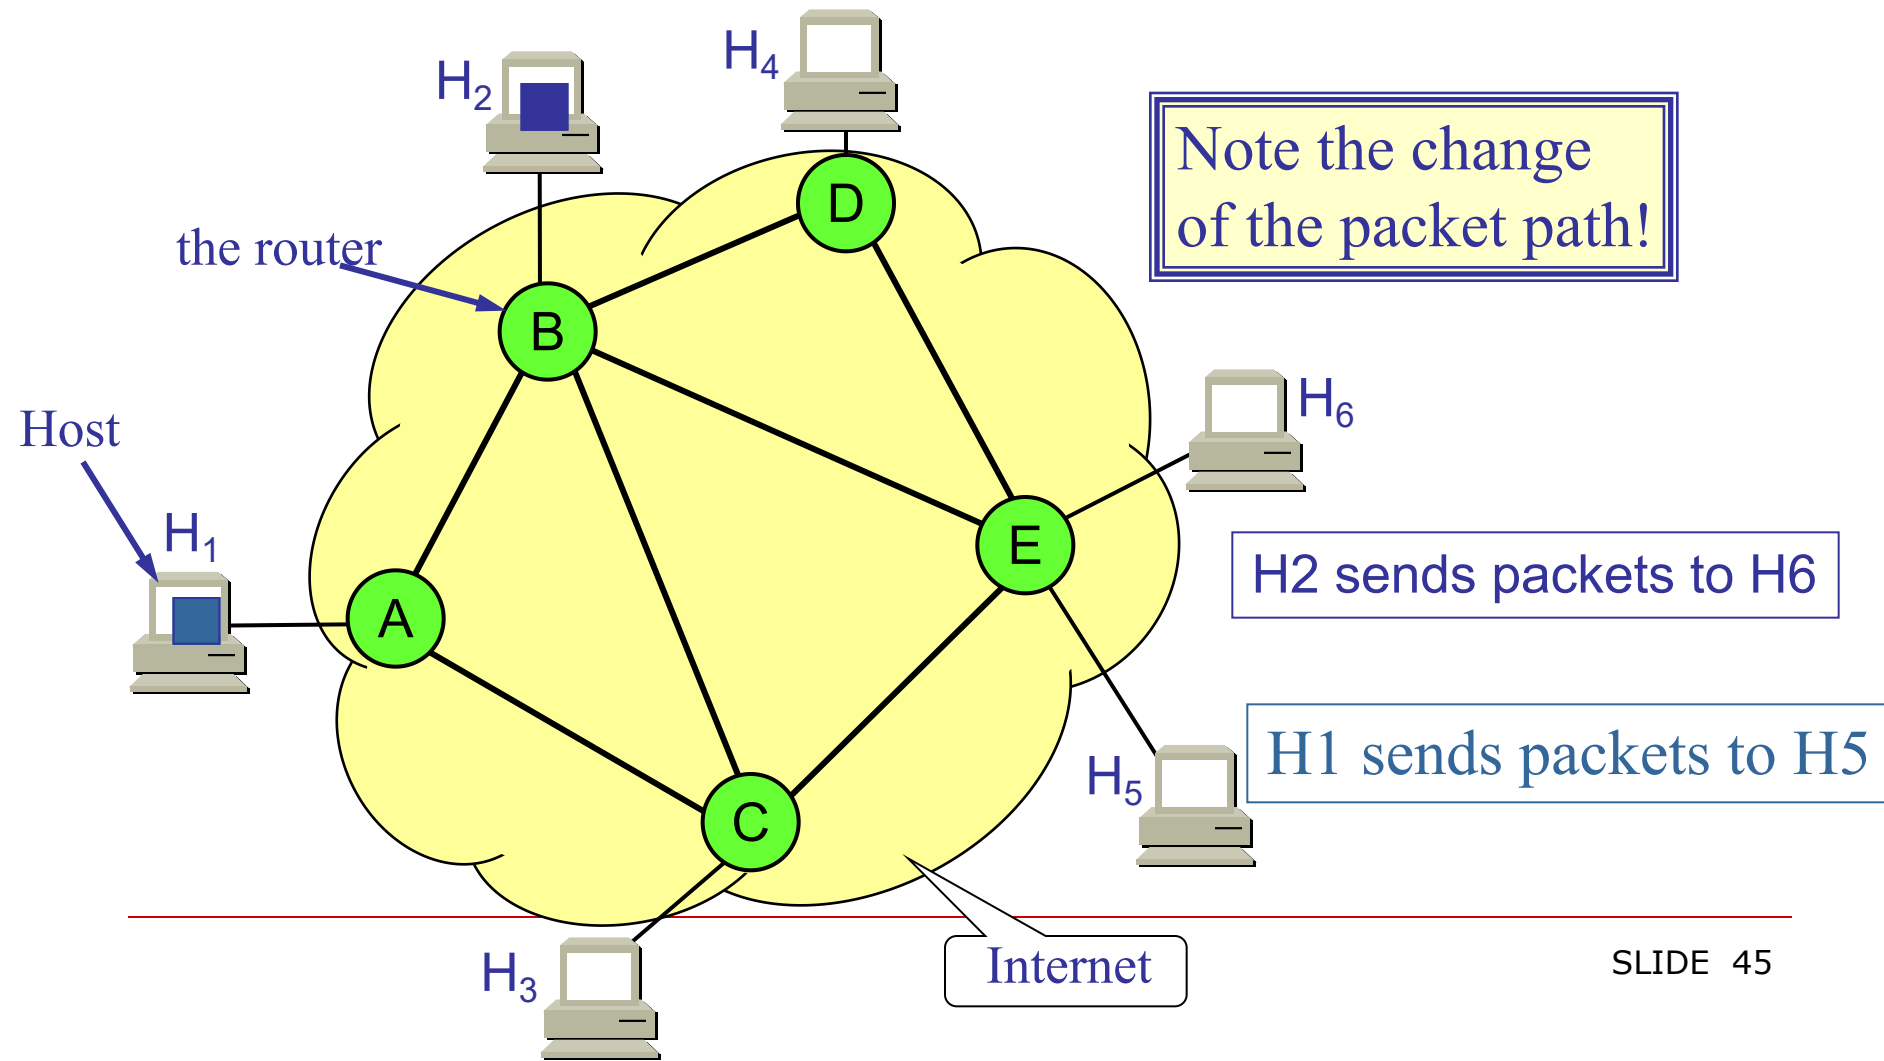 H2
H4
Note the change
of the packet path!
the router
D
B
Host
H6
H1
E
H2 sends packets to H6
A
H1 sends packets to H5
H5
C
Internet
SLIDE 45
H3